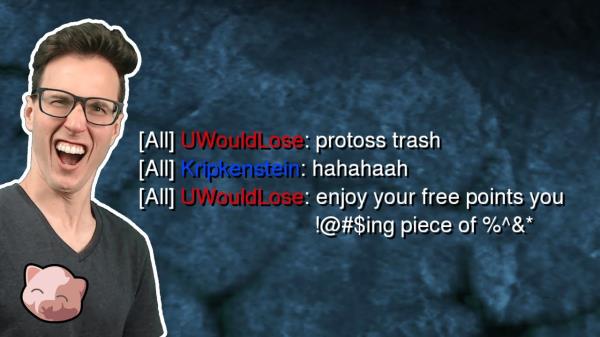 [All] UWouldLose: protoss trash
[All] Kripkenstein: hahahaah
[All] UWouldLose: enjoy your free points you
!@#$ing piece of %^&*